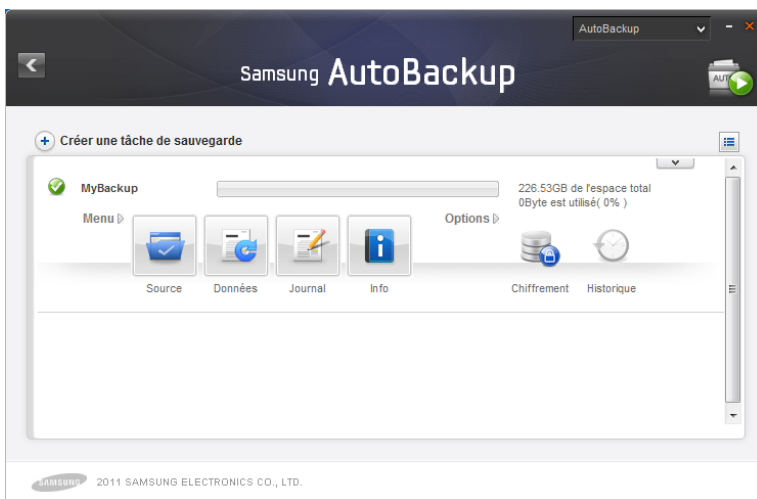 AutoBackup
samsung AutoBackup
AUT
Créer une tâche de sauvegarde
MyBackup
226.53GB de l'espace total
0Byte est utilisé( 0% )
Menu
Options
Source
Données
Journal
Info
Chiffrement
Historique
SAMSUNG 2011 SAMSUNG ELECTRONICS CO., LTD.